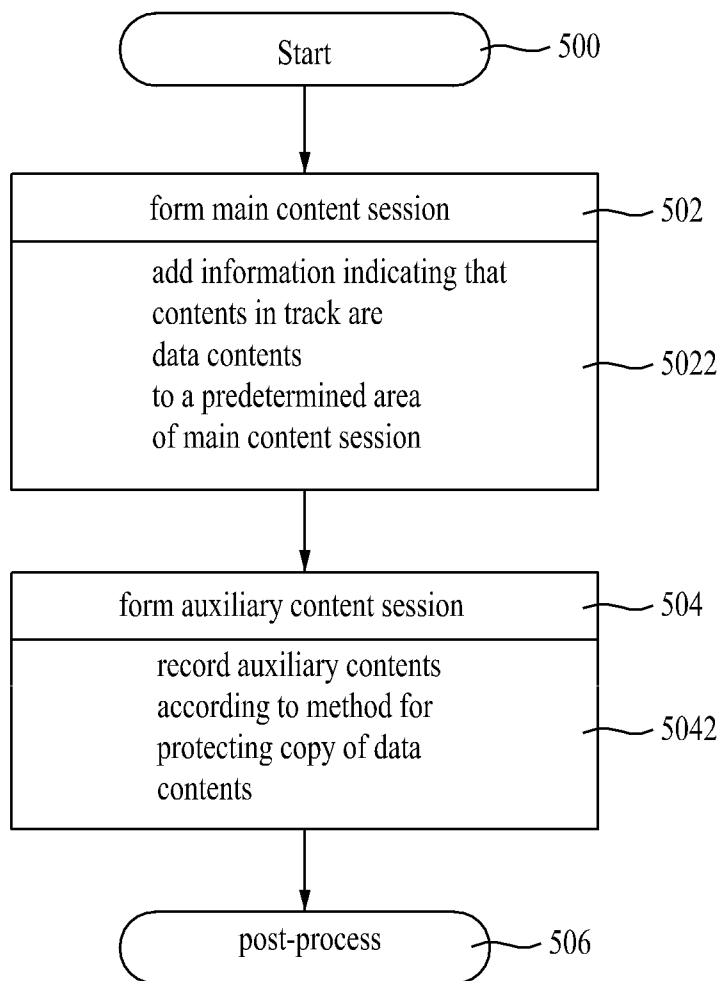 Start
500
form main content session
502
add information indicating that
contents in track are
data contents
to a predetermined area
of main content session
5022
form auxiliary content session
504
record auxiliary contents
according to method for
protecting copy of data
contents
5042
post-process
506